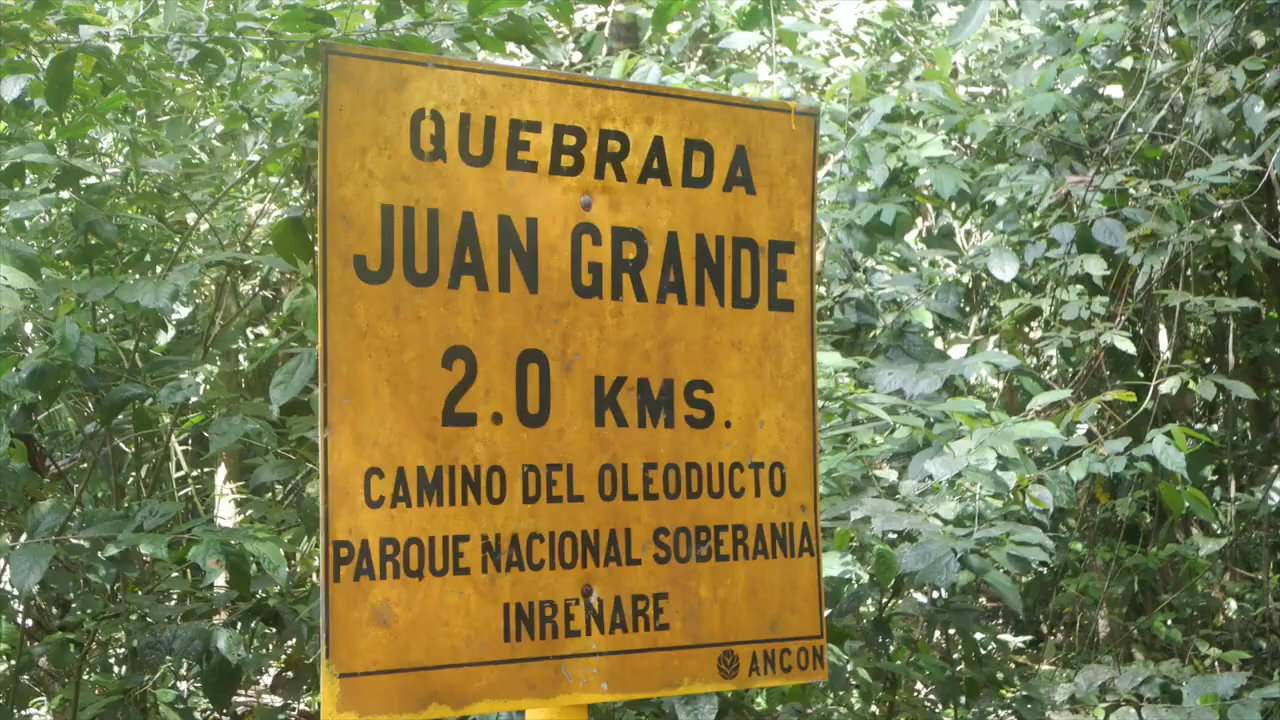 QUEBRADA
JUAN GRANDE
2.0 KMS.
CAMINO DEL OLEODUCTO
PARQUE NACIONAL SOBERANIA
INRENARE
ANCON